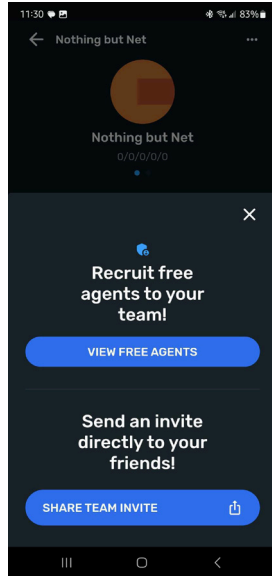 11:30 83%
Nothing but Net
Nothing but Net
0/0/0/0/0
Recruit free
agents to your
team!
VIEW FREE AGENTS
Send an invite
directly to your
friends!
SHARE TEAM INVITE